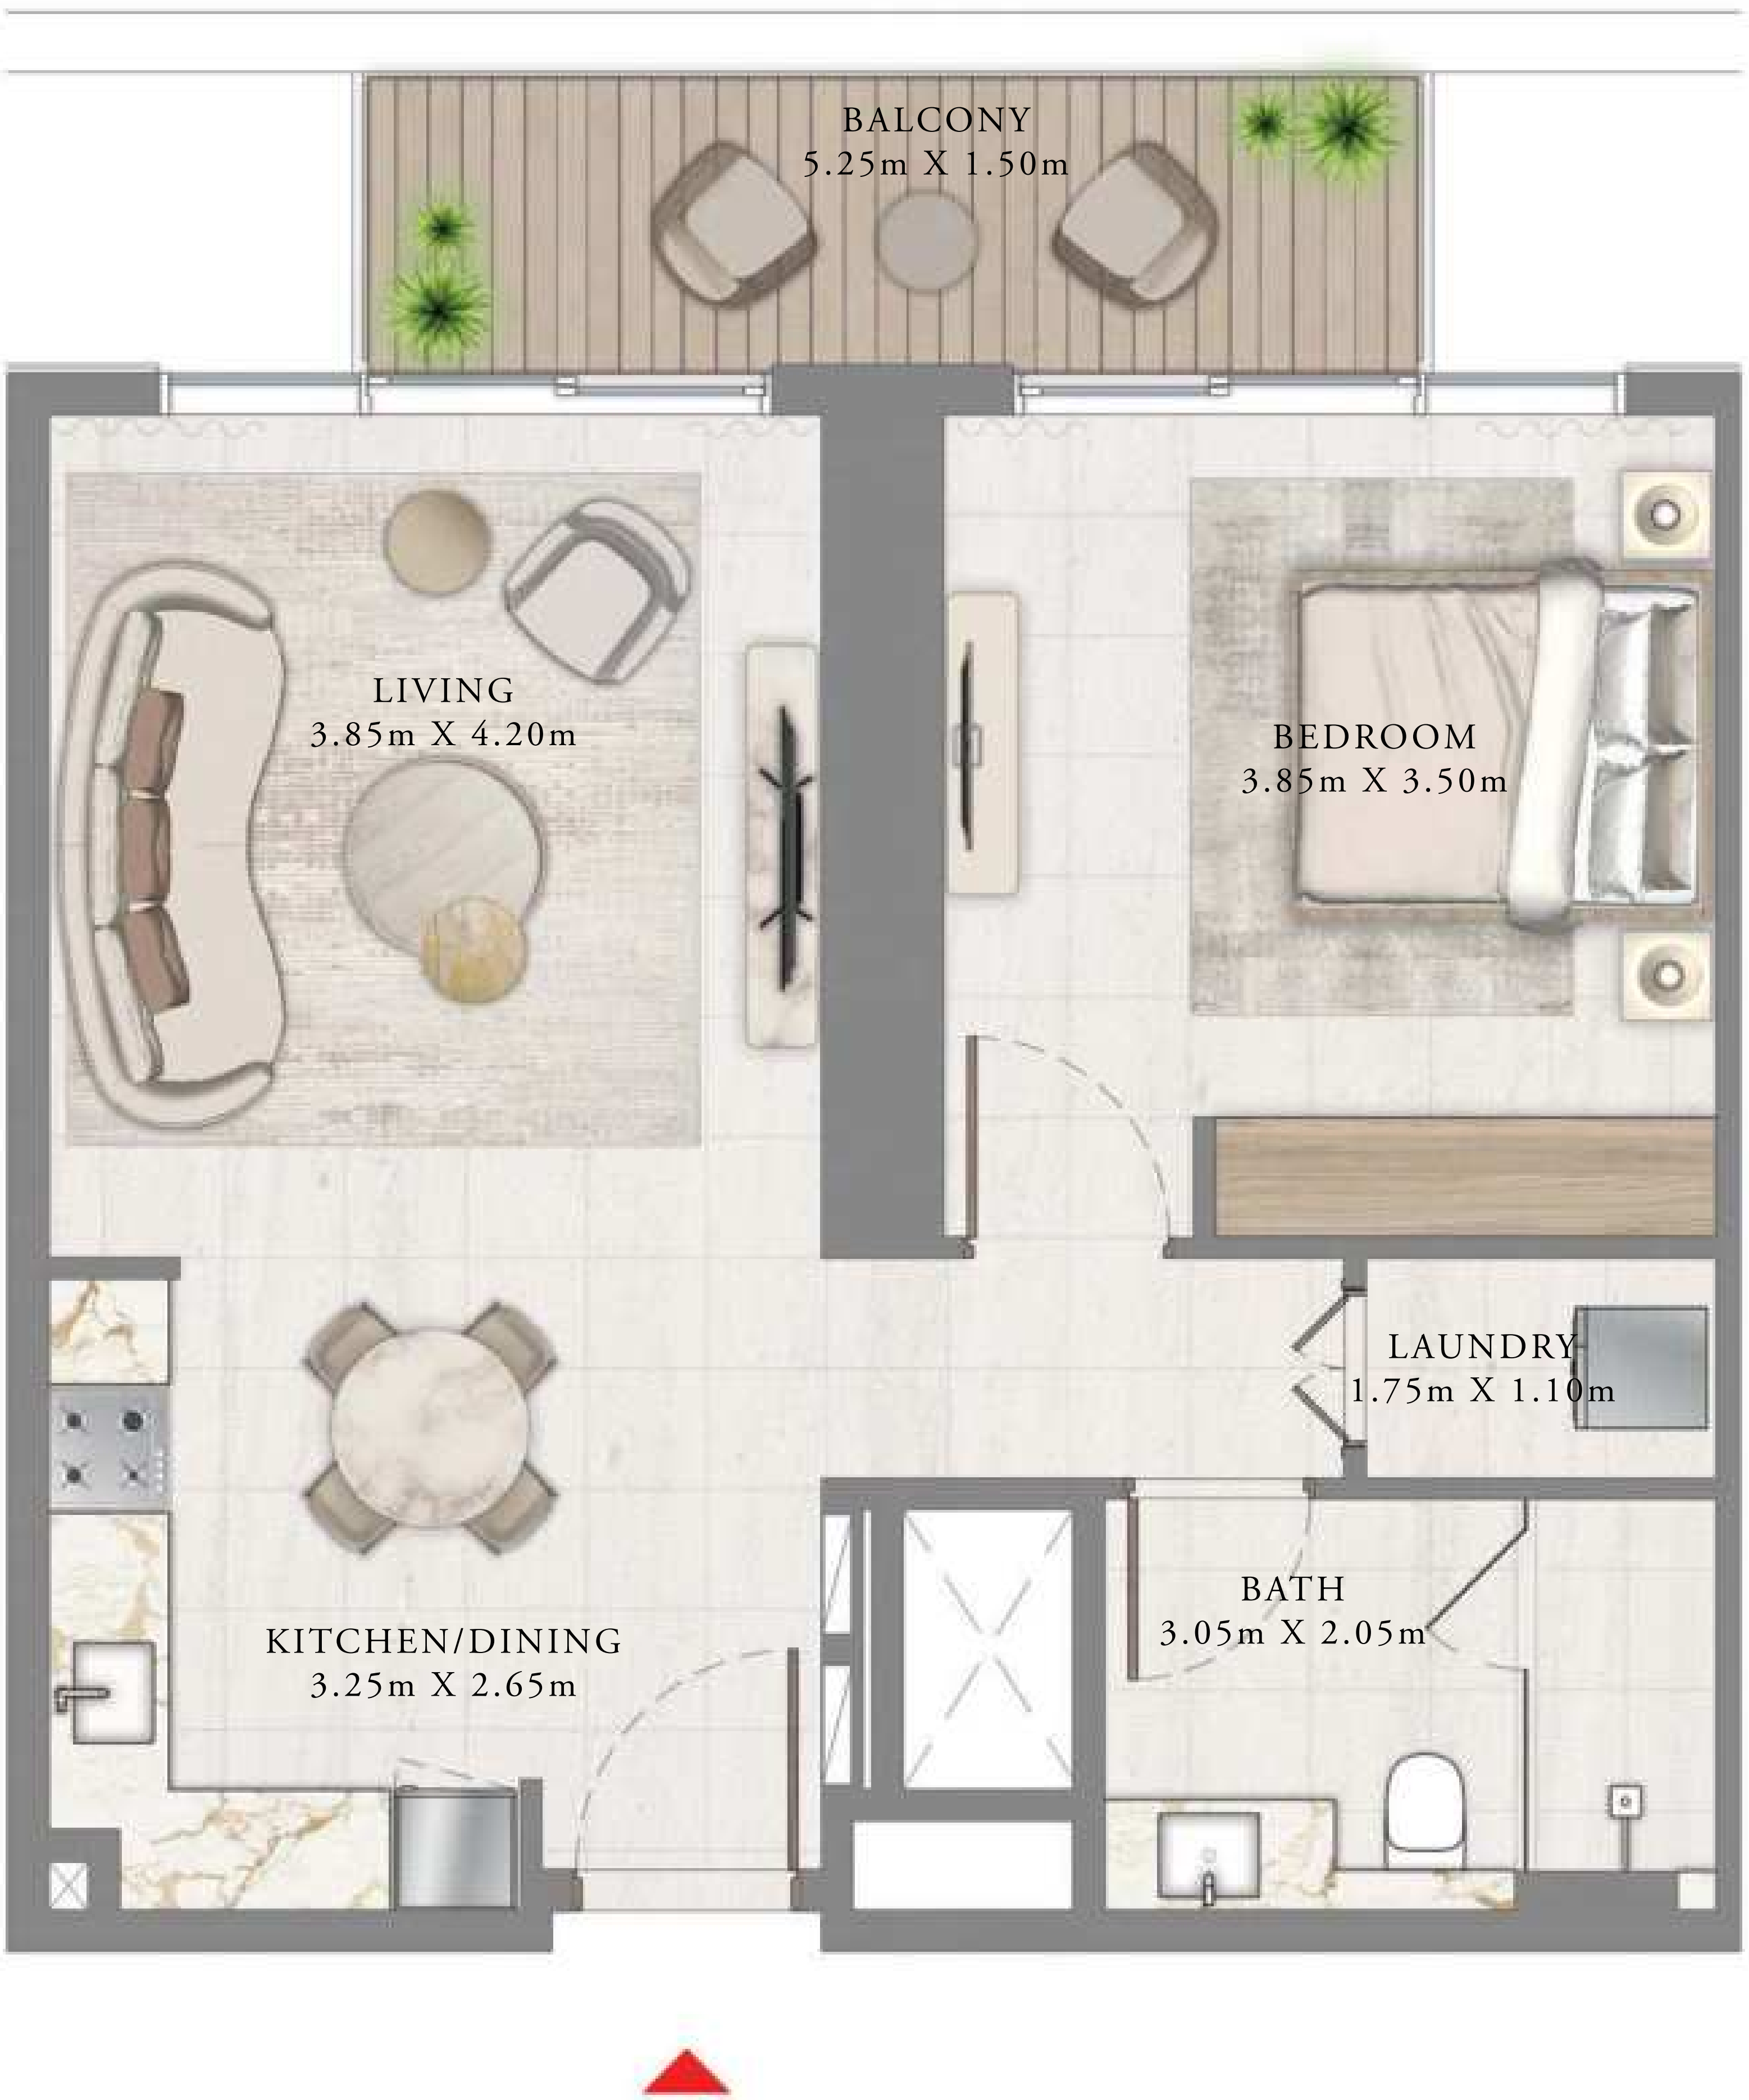 BALCONY
5.25m X 1.50m
LIVING
3.85m X 4.20m
BEDROOM
3.85m X 3.50m
LAUNDRY
1.75m X 1.10m
BATH
3.05m X 2.05m
KITCHEN/DINING
3.25m X 2.65m